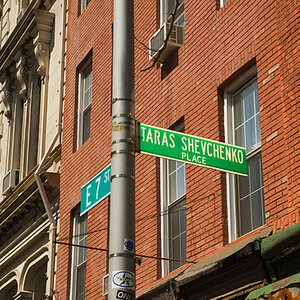 TARAS SHEVCHENKO
PLACE
E 7 ST
ONE